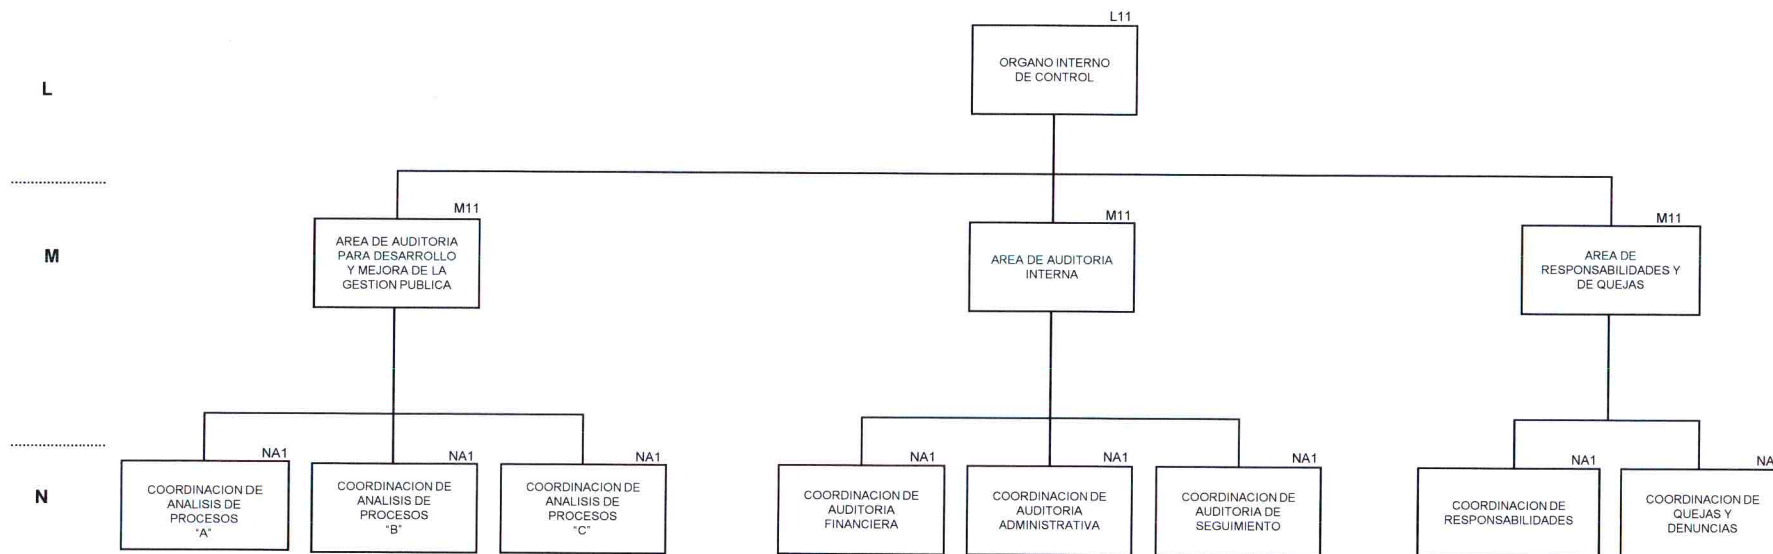 L11
ORGANO INTERNO
DE CONTROL
L
M11
AREA DE AUDITORIA
PARA DESARROLLO
Y MEJORA DE LA
GESTION PUBLICA
M11
AREA DE AUDITORIA
INTERNA
M11
AREA DE
RESPONSABILIDADES Y
DE QUEJAS
M
NA1
COORDINACION DE
ANALISIS DE
PROCESOS
"A"
NA1
COORDINACION DE
ANALISIS DE
PROCESOS
"B"
NA1
COORDINACION DE
ANALISIS DE
PROCESOS
"C"
NA1
COORDINACION DE
AUDITORIA
FINANCIERA
NA1
COORDINACION DE
AUDITORIA
ADMINISTRATIVA
NA1
COORDINACION DE
AUDITORIA DE
SEGUIMIENTO
NA1
COORDINACION DE
RESPONSABILIDADES
NA
COORDINACION DE
QUEJAS Y
DENUNCIAS
N